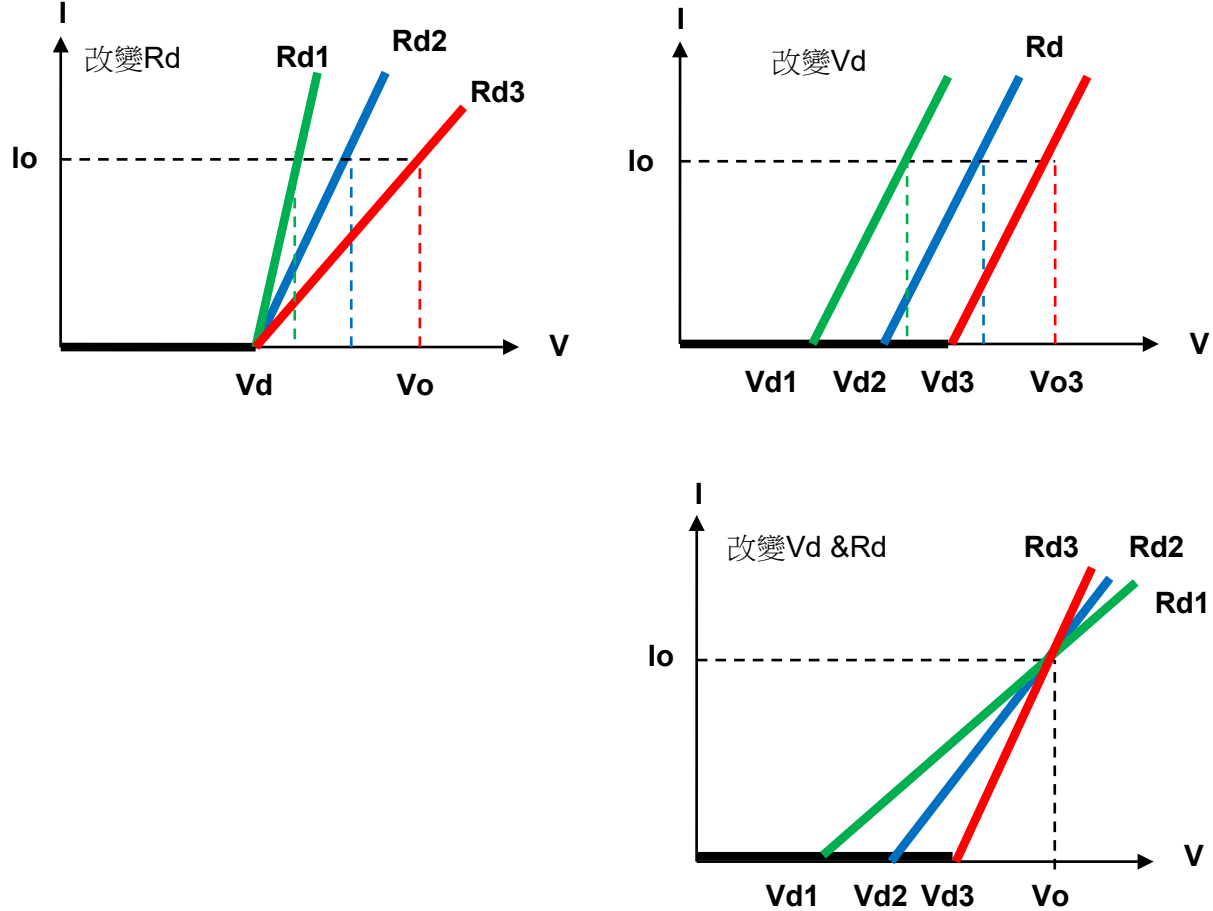 I
改變Rd
Rd1
Rd2
Rd3
Io
V
Vd
Vo
I
改變Vd
Rd
Io
V
Vd1
Vd2
Vd3
Vo3
I
改變Vd &Rd
Rd3
Rd2
Rd1
Io
V
Vd1
Vd2
Vd3
Vo